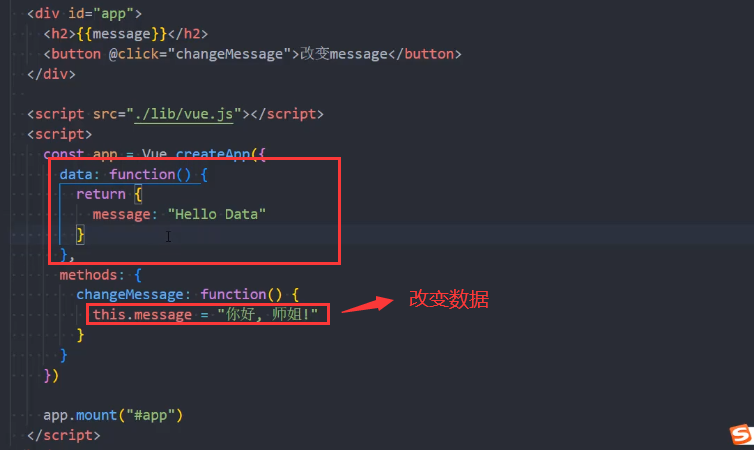 <div id="app">
<h2>{{message}}</h2>
<button @click="changeMessage">改变message</button>
</div>
<script src="./lib/vue.js"></script>
<script>
const app = Vue.createApp({
data: function() {
return {
message: "Hello Data"
}
},
methods: {
changeMessage: function() {
this.message = "你好, 师姐!"
改变数据
}
}
})
app.mount("#app")
</script>